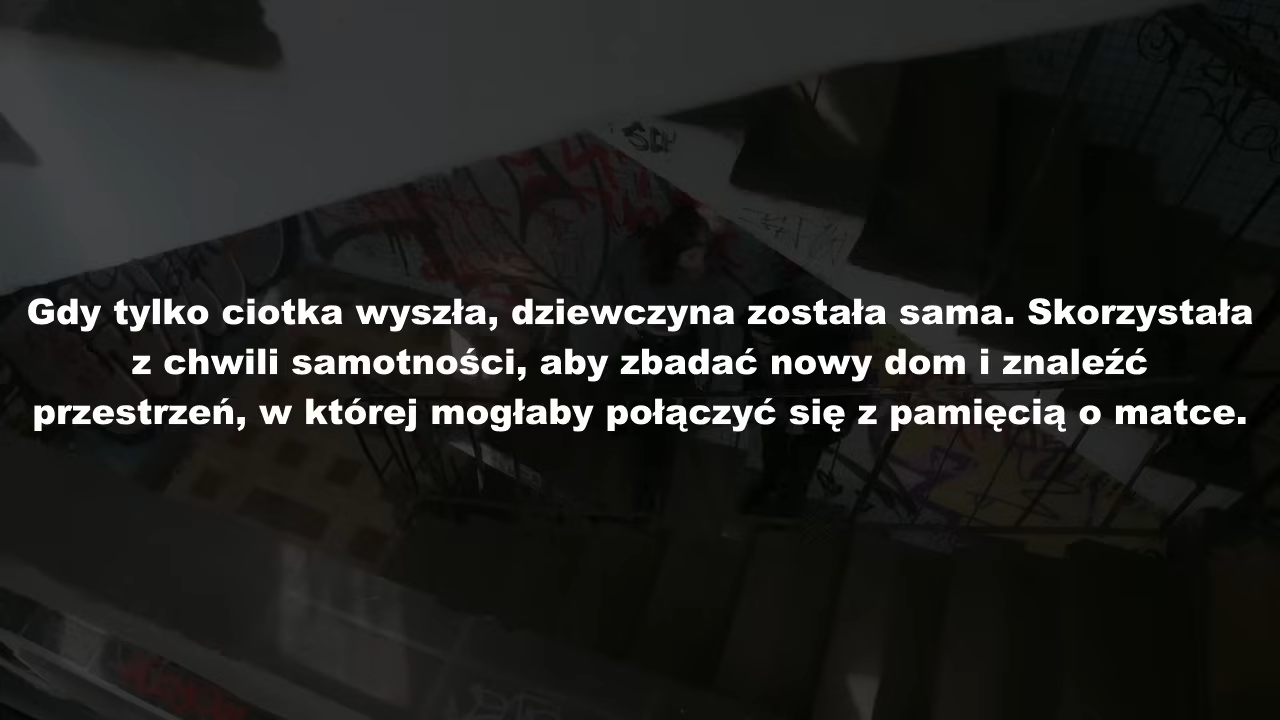 Gdy tylko ciotka wyszła, dziewczyna została sama. Skorzystała
z chwili samotności, aby zbadać nowy dom i znaleźć
przestrzeń, w której mogłaby połączyć się z pamięcią o matce.